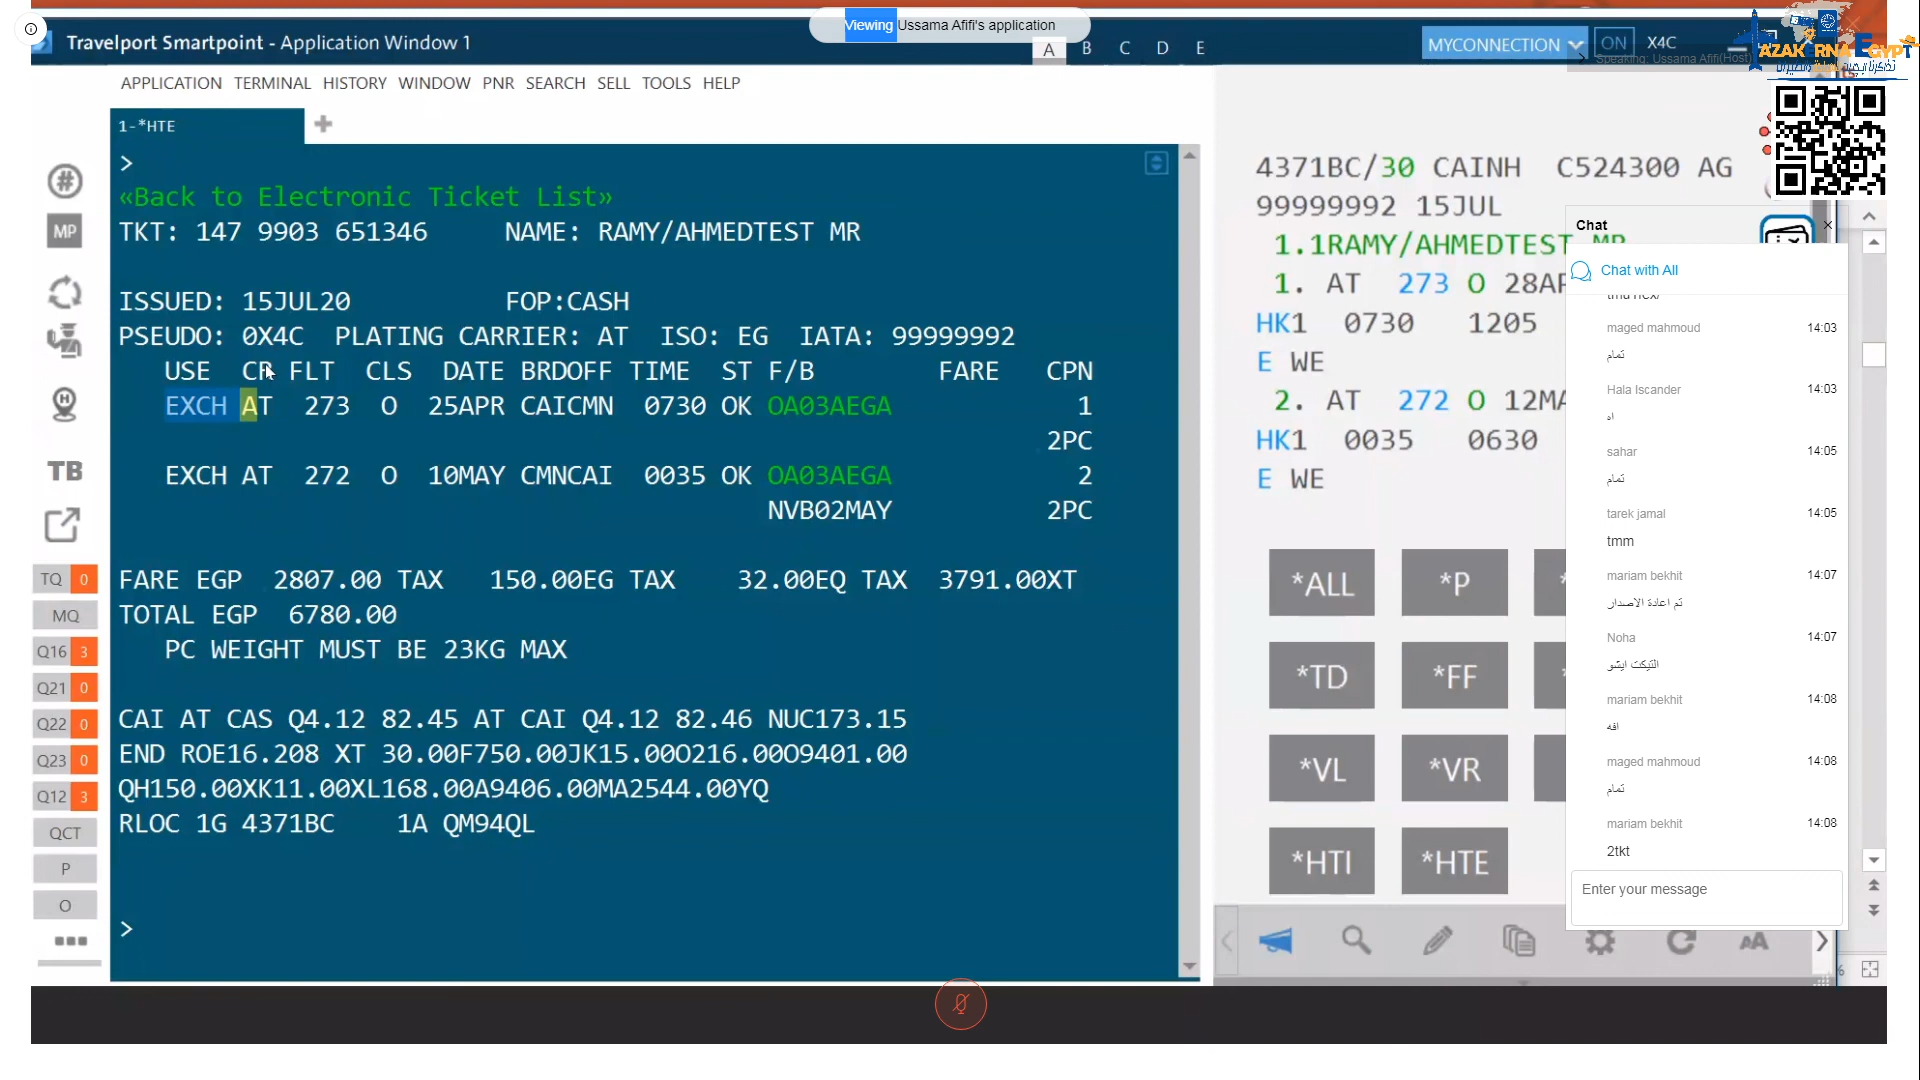 Viewing Ussama Afifi's application
Travelport Smartpoint - Application Window 1
A B C D E
MYCONNECTION ON X4C
Speaking: Ussama Afifi(Host)
APPLICATION TERMINAL HISTORY WINDOW PNR SEARCH SELL TOOLS HELP
1-*HTE
>
«Back to Electronic Ticket List»
TKT: 147 9903 651346 NAME: RAMY/AHMEDTEST MR
ISSUED: 15JUL20 FOP:CASH
PSEUDO: 0X4C PLATING CARRIER: AT ISO: EG IATA: 99999992
USE CR FLT CLS DATE BRDOFF TIME ST F/B FARE CPN
EXCH AT 273 O 25APR CAICMN 0730 OK OA03AEGA 1
2PC
EXCH AT 272 O 10MAY CMNCAI 0035 OK OA03AEGA 2
NVB02MAY 2PC
FARE EGP 2807.00 TAX 150.00EG TAX 32.00EQ TAX 3791.00XT
TOTAL EGP 6780.00
PC WEIGHT MUST BE 23KG MAX
CAI AT CAS Q4.12 82.45 AT CAI Q4.12 82.46 NUC173.15
END ROE16.208 XT 30.00F750.00JK15.00O216.00O9401.00
QH150.00XK11.00XL168.00A9406.00MA2544.00YQ
RLOC 1G 4371BC 1A QM94QL
>
MP
TB
TQ 0
MQ
Q16 3
Q21 0
Q22 0
Q23 0
Q12 3
QCT
P
O
4371BC/30 CAINH C524300 AG
99999992 15JUL
1.1RAMY/AHMEDTEST MR
1. AT 273 O 28AP
HK1 0730 1205
E WE
2. AT 272 O 12MA
HK1 0035 0630
E WE
*ALL *P
*TD *FF
*VL *VR
*HTI *HTE
AA
Chat
Chat with All
maged mahmoud 14:03
تمام
Hala Iscander 14:03
اه
sahar 14:05
تمام
tarek jamal 14:05
tmm
mariam bekhit 14:07
تم اعادة الاصدار
Noha 14:07
التيكت ايشو
mariam bekhit 14:08
افه
maged mahmoud 14:08
تمام
mariam bekhit 14:08
2tkt
Enter your message